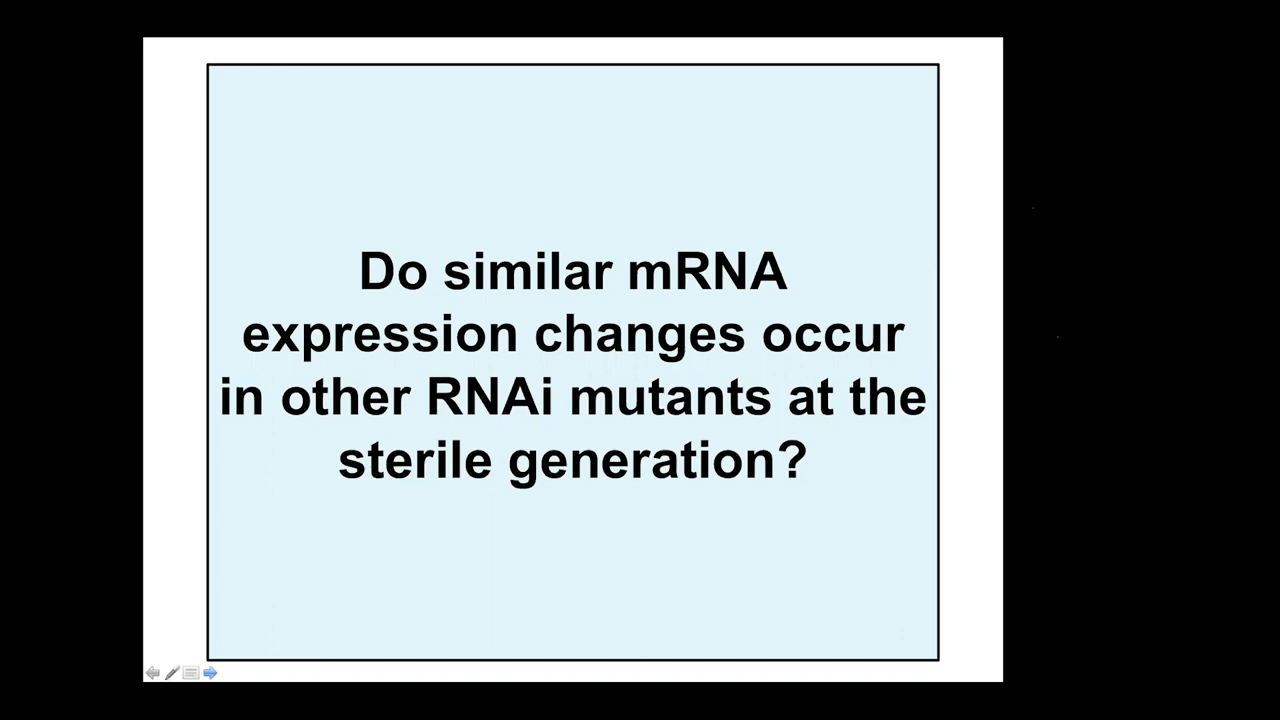 Do similar mRNA
expression changes occur
in other RNAi mutants at the
sterile generation?